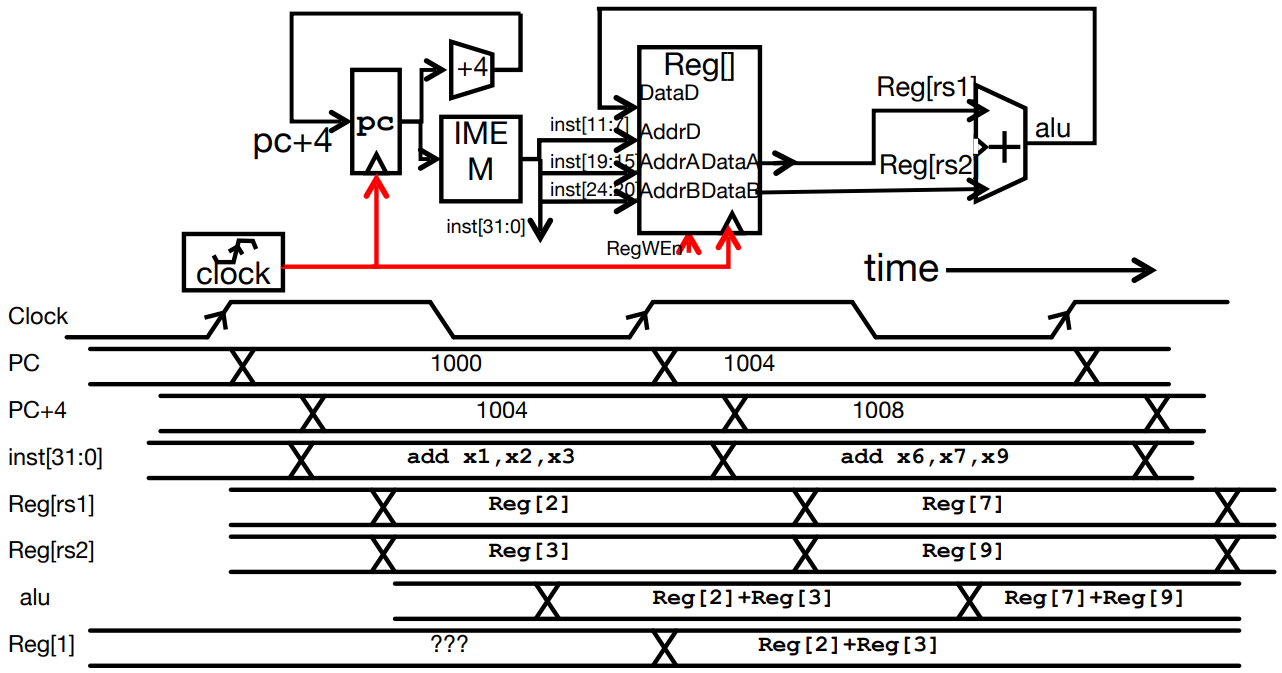 +4
Reg[]
DataD
Reg[rs1]
pc+4
pc
IME
M
inst[11:7]
AddrD
alu
+
inst[19:15]
AddrA DataA
Reg[rs2
inst[24:20]
AddrB DataB
inst[31:0]
RegWEn
clock
time
Clock
PC 1000 1004
PC+4 1004 1008
inst[31:0] add x1,x2,x3 add x6,x7,x9
Reg[rs1] Reg[2] Reg[7]
Reg[rs2] Reg[3] Reg[9]
alu Reg[2]+Reg[3] Reg[7]+Reg[9]
Reg[1] ??? Reg[2]+Reg[3]